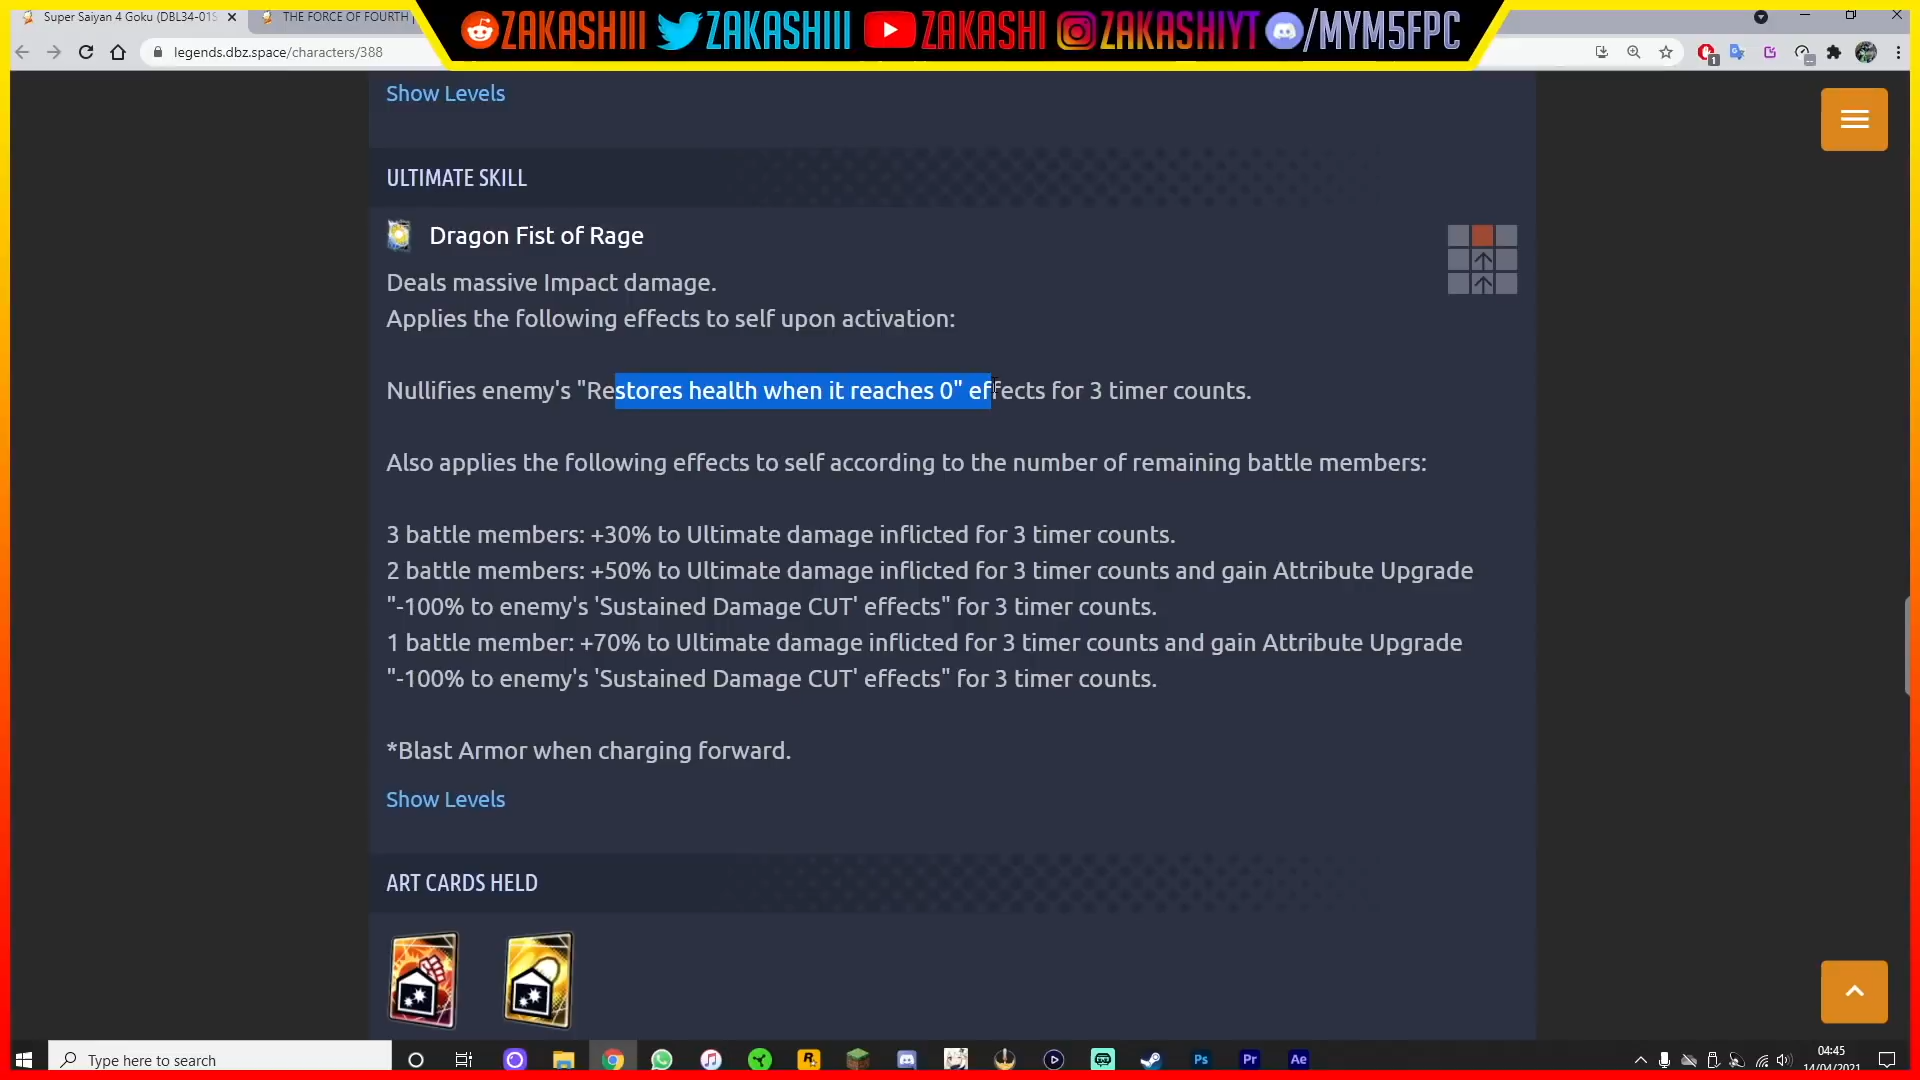 Super Saiyan 4 Goku (DBL34-01S
THE FORCE OF FOURTH |
ZAKASHIII
ZAKASHIII
ZAKASHI
ZAKASHIYT
/MYM5FPC
legends.dbz.space/characters/388
1
Show Levels
ULTIMATE SKILL
Dragon Fist of Rage
Deals massive Impact damage.
Applies the following effects to self upon activation:
Nullifies enemy's "Restores health when it reaches 0" effects for 3 timer counts.
Also applies the following effects to self according to the number of remaining battle members:
3 battle members: +30% to Ultimate damage inflicted for 3 timer counts.
2 battle members: +50% to Ultimate damage inflicted for 3 timer counts and gain Attribute Upgrade
"-100% to enemy's 'Sustained Damage CUT' effects" for 3 timer counts.
1 battle member: +70% to Ultimate damage inflicted for 3 timer counts and gain Attribute Upgrade
"-100% to enemy's 'Sustained Damage CUT' effects" for 3 timer counts.
*Blast Armor when charging forward.
Show Levels
ART CARDS HELD
Type here to search
R
Ps
Pr
Ae
04:45
14/04/2021